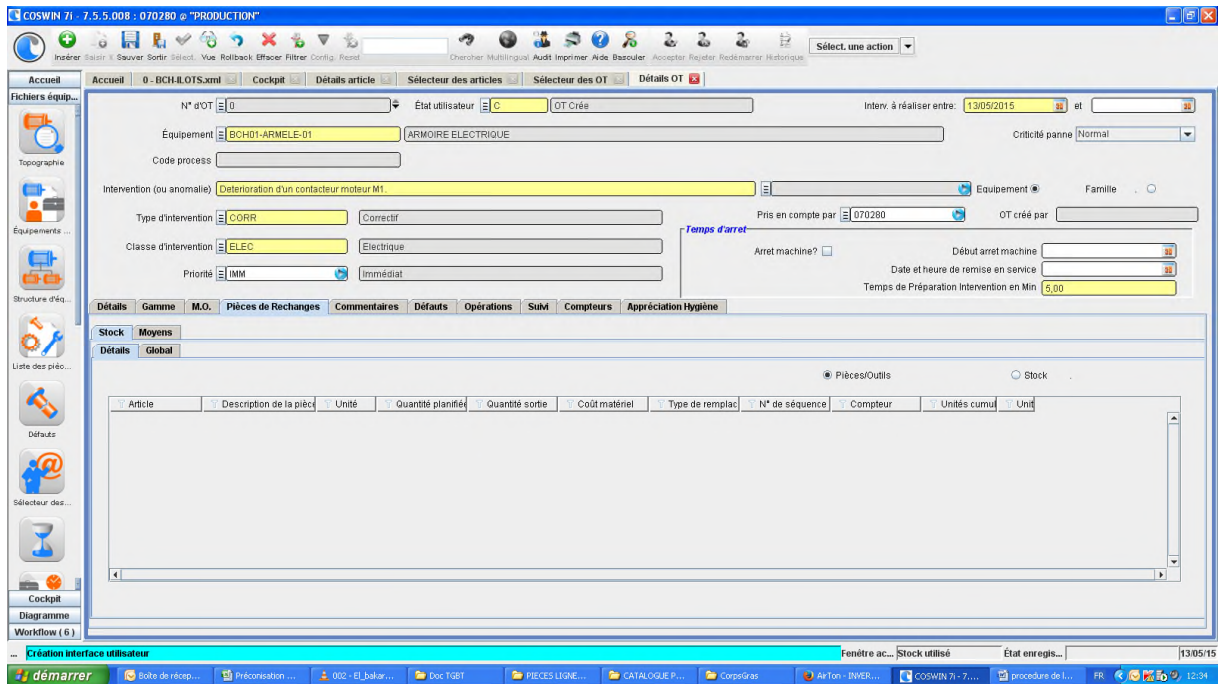 COSWIN 7i - 7.5.5.008 : 070280 @ "PRODUCTION"
Insérer Saisir X Sauver Sortir Sélect. Vue Rollback Effacer Filtrer Config. Reset Chercher Multilingual Audit Imprimer Aide Basculer Accepter Rejeter Redémarrer Historique Sélect. une action
Accueil Accueil 0 - BCH-ILOTS.xml Cockpit Détails article Sélecteur des articles Sélecteur des OT Détails OT
Fichiers équip...
N° d'OT 0 État utilisateur C OT Crée Interv. à réaliser entre: 13/05/2015 et
Équipement BCH01-ARMELE-01 ARMOIRE ELECTRIQUE Criticité panne Normal
Topographie
Code process
Intervention (ou anomalie) Deterioration d'un contacteur moteur M1. Equipement Famille .
Type d'intervention CORR Correctif Pris en compte par 070280 OT créé par
Équipements ...
Temps d'arret
Classe d'intervention ELEC Electrique Arret machine? Début arret machine
Date et heure de remise en service
Priorité IMM Immédiat Temps de Préparation Intervention en Min 5,00
Structure d'éq...
Détails Gamme M.O. Pièces de Rechanges Commentaires Défauts Opérations Suivi Compteurs Appréciation Hygiène
Stock Moyens
Détails Global
Liste des pièc...
Pièces/Outils Stock .
Article Description de la pièce Unité Quantité planifiée Quantité sortie Coût matériel Type de remplac N° de séquence Compteur Unités cumul Unit
Défauts
Sélecteur des...
Cockpit
Diagramme
Workflow ( 6 )
... Création interface utilisateur Fenêtre ac... Stock utilisé État enregis... 13/05/15
démarrer Boîte de récep... Préconisation ... 002 - El_bakar... Doc TGBT PIECES LIGNE... CATALOGUE P... CorpsGras AirTon - INVER... COSWIN 7i - 7.... procedure de l... FR 12:34